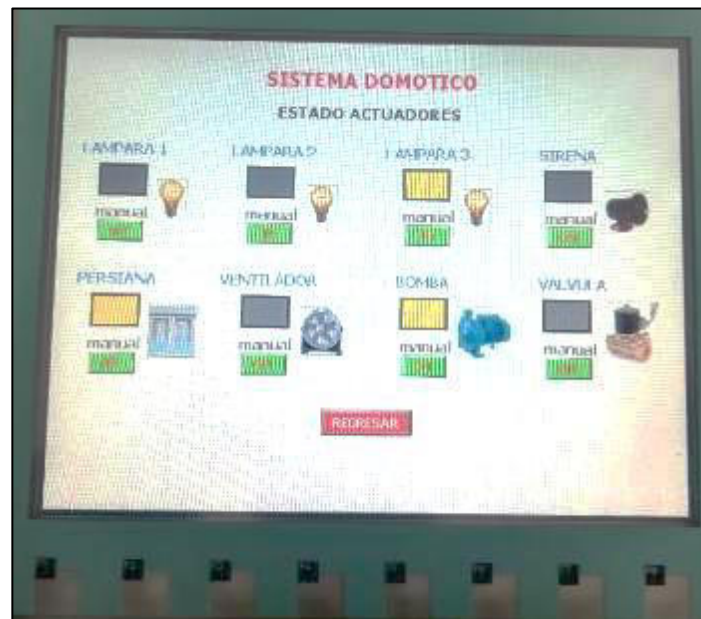 SISTEMA DOMOTICO
ESTADO ACTUADORES
LAMPARA 1 LAMPARA 2 LAMPARA 3 SIRENA
manual manual manual manual
PERSIANA VENTILADOR BOMBA VALVULA
manual manual manual manual
REGRESAR